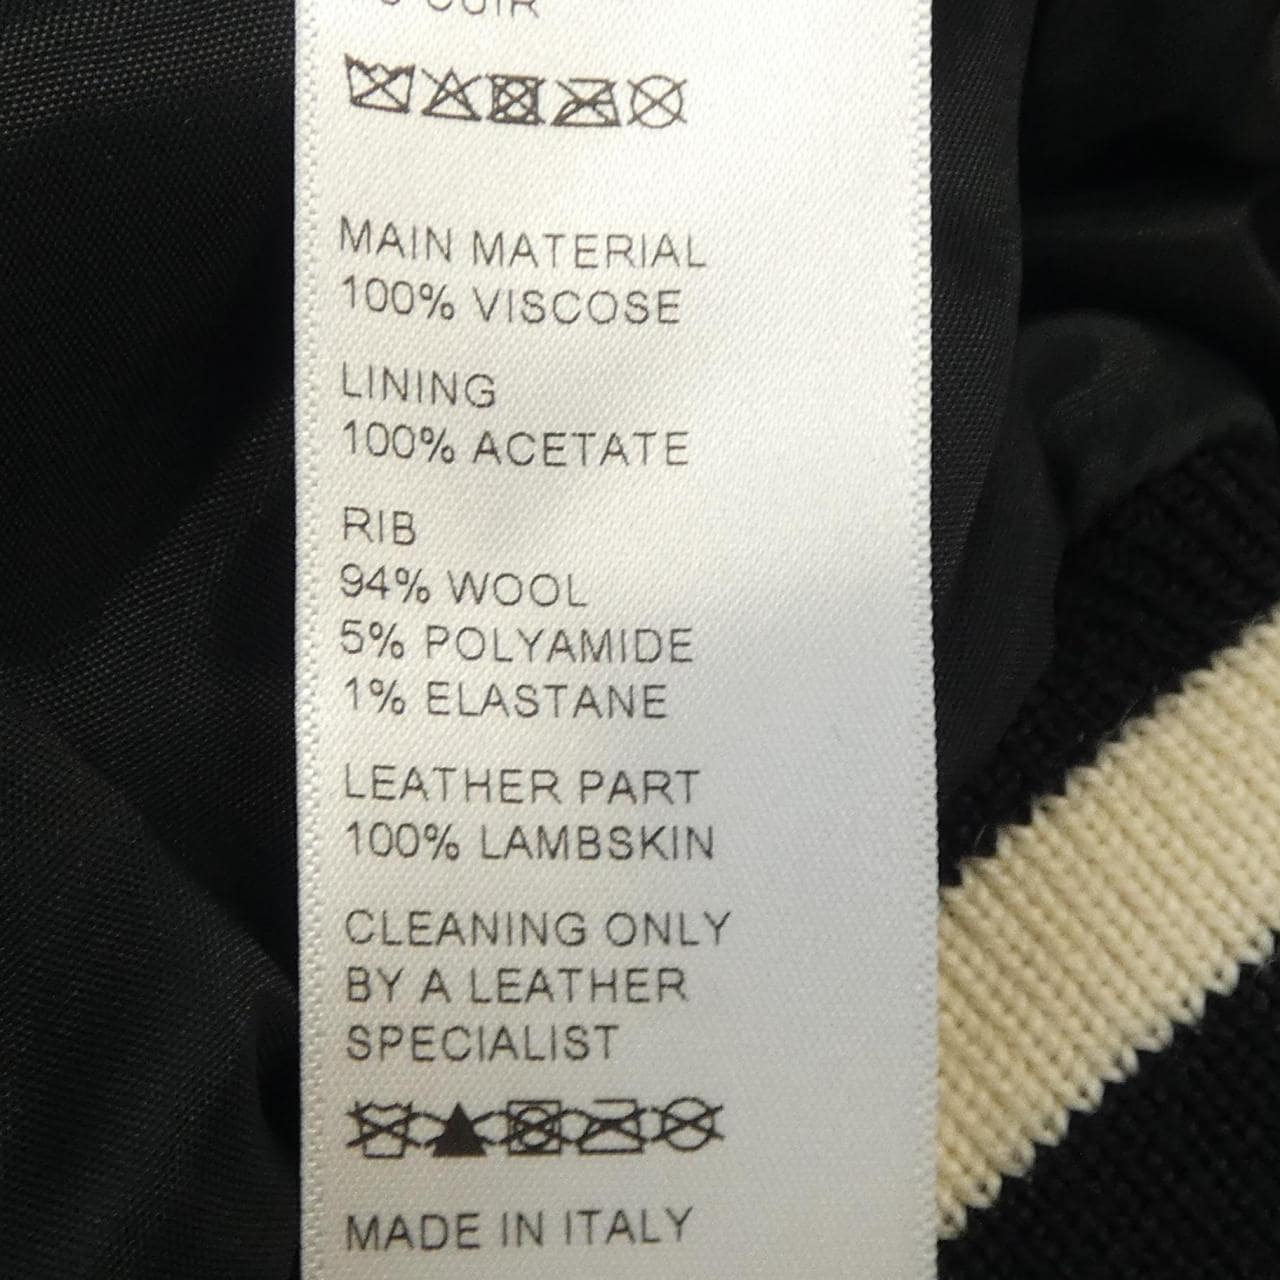 CUIR
MAIN MATERIAL
100% VISCOSE
LINING
100% ACETATE
RIB
94% WOOL
5% POLYAMIDE
1% ELASTANE
LEATHER PART
100% LAMBSKIN
CLEANING ONLY
BY A LEATHER
SPECIALIST
MADE IN ITALY